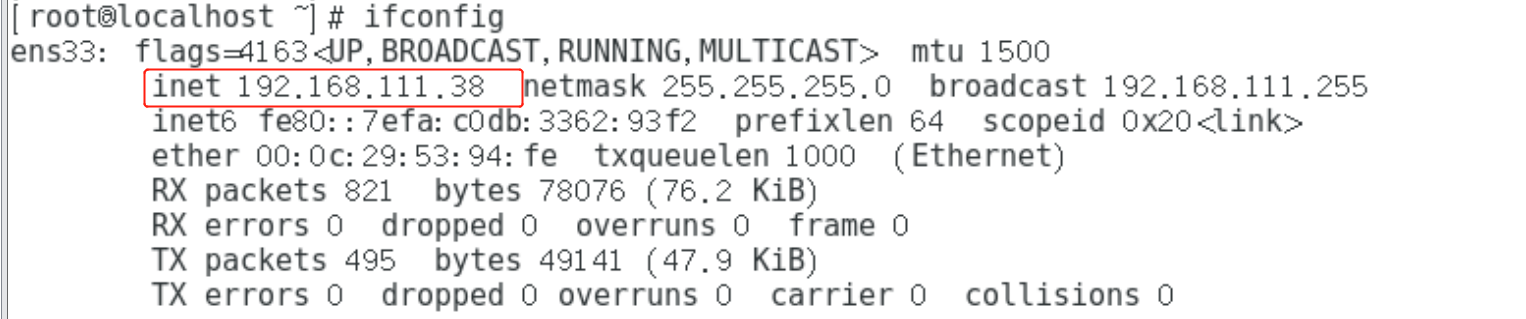 [root@localhost ~]# ifconfig
ens33: flags=4163<UP,BROADCAST,RUNNING,MULTICAST>  mtu 1500
inet 192.168.111.38  netmask 255.255.255.0  broadcast 192.168.111.255
inet6 fe80::7efa:c0db:3362:93f2  prefixlen 64  scopeid 0x20<link>
ether 00:0c:29:53:94:fe  txqueuelen 1000  (Ethernet)
RX packets 821  bytes 78076 (76.2 KiB)
RX errors 0  dropped 0  overruns 0  frame 0
TX packets 495  bytes 49141 (47.9 KiB)
TX errors 0  dropped 0 overruns 0  carrier 0  collisions 0